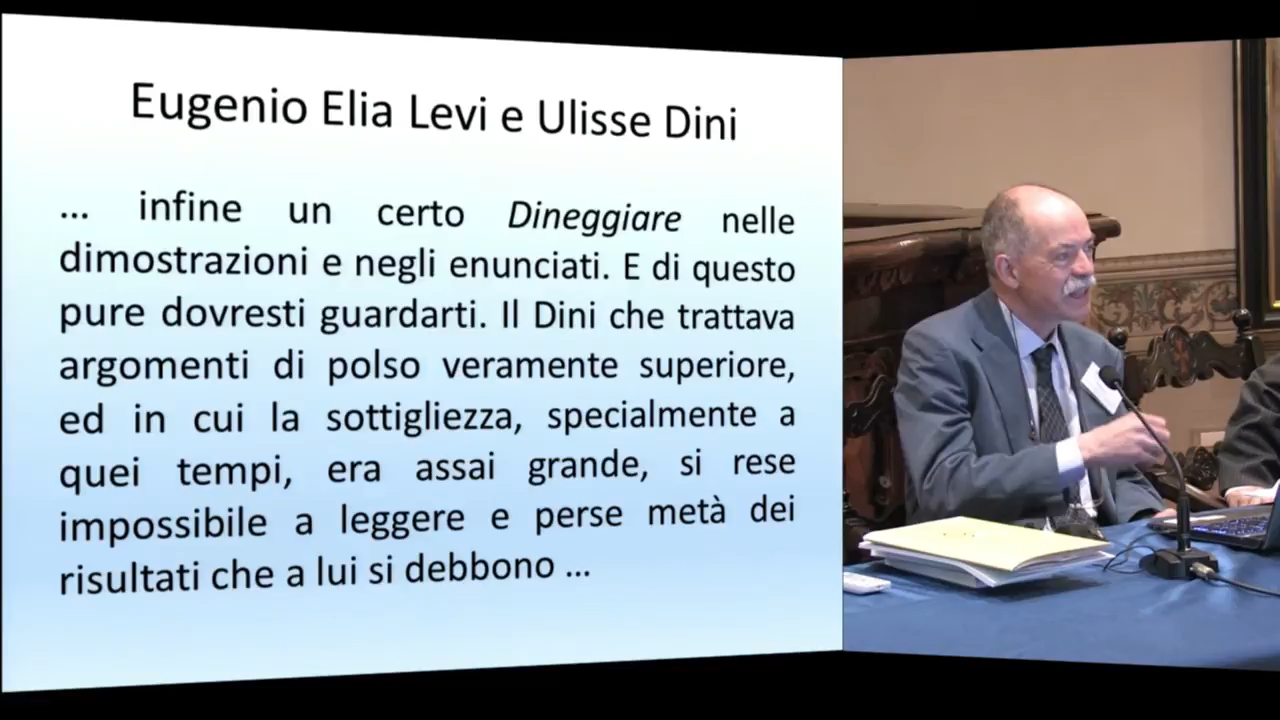 Eugenio Elia Levi e Ulisse Dini
... infine un certo Dineggiare nelle
dimostrazioni e negli enunciati. E di questo
pure dovresti guardarti. Il Dini che trattava
argomenti di polso veramente superiore,
ed in cui la sottigliezza, specialmente a
quei tempi, era assai grande, si rese
impossibile a leggere e perse metà dei
risultati che a lui si debbono ...